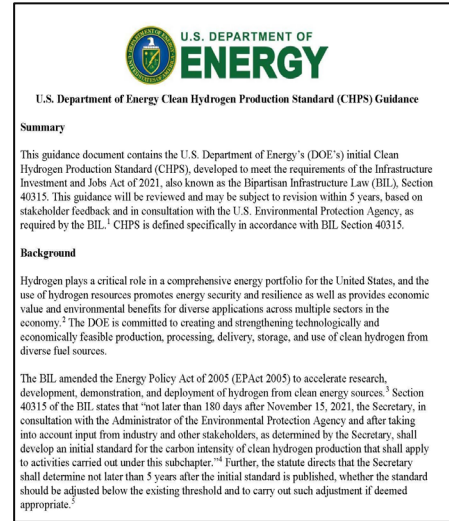 U.S. DEPARTMENT OF
ENERGY
U.S. Department of Energy Clean Hydrogen Production Standard (CHPS) Guidance
Summary
This guidance document contains the U.S. Department of Energy's (DOE's) initial Clean
Hydrogen Production Standard (CHPS), developed to meet the requirements of the Infrastructure
Investment and Jobs Act of 2021, also known as the Bipartisan Infrastructure Law (BIL), Section
40315. This guidance will be reviewed and may be subject to revision within 5 years, based on
stakeholder feedback and in consultation with the U.S. Environmental Protection Agency, as
required by the BIL.1 CHPS is defined specifically in accordance with BIL Section 40315.
Background
Hydrogen plays a critical role in a comprehensive energy portfolio for the United States, and the
use of hydrogen resources promotes energy security and resilience as well as provides economic
value and environmental benefits for diverse applications across multiple sectors in the
economy.2 The DOE is committed to creating and strengthening technologically and
economically feasible production, processing, delivery, storage, and use of clean hydrogen from
diverse fuel sources.
The BIL amended the Energy Policy Act of 2005 (EPAct 2005) to accelerate research,
development, demonstration, and deployment of hydrogen from clean energy sources.3 Section
40315 of the BIL states that “not later than 180 days after November 15, 2021, the Secretary, in
consultation with the Administrator of the Environmental Protection Agency and after taking
into account input from industry and other stakeholders, as determined by the Secretary, shall
develop an initial standard for the carbon intensity of clean hydrogen production that shall apply
to activities carried out under this subchapter.”4 Further, the statute directs that the Secretary
shall determine not later than 5 years after the initial standard is published, whether the standard
should be adjusted below the existing threshold and to carry out such adjustment if deemed
appropriate.5